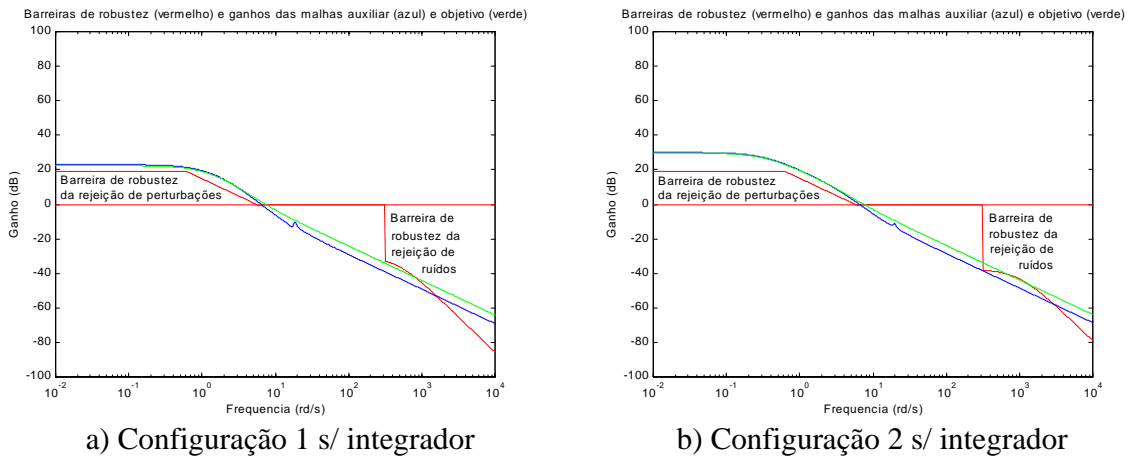 Barreiras de robustez (vermelho) e ganhos das malhas auxiliar (azul) e objetivo (verde)
100
80
60
40
20
0
-20
-40
-60
-80
-100
Ganho (dB)
Barreira de robustez
da rejeição de perturbações
Barreira de
robustez da
rejeição de
ruídos
10^-2
10^-1
10^0
10^1
10^2
10^3
10^4
Frequencia (rd/s)
a) Configuração 1 s/ integrador
Barreiras de robustez (vermelho) e ganhos das malhas auxiliar (azul) e objetivo (verde)
100
80
60
40
20
0
-20
-40
-60
-80
-100
Ganho (dB)
Barreira de robustez
da rejeição de perturbações
Barreira de
robustez da
rejeição de
ruídos
10^-2
10^-1
10^0
10^1
10^2
10^3
10^4
Frequencia (rd/s)
b) Configuração 2 s/ integrador